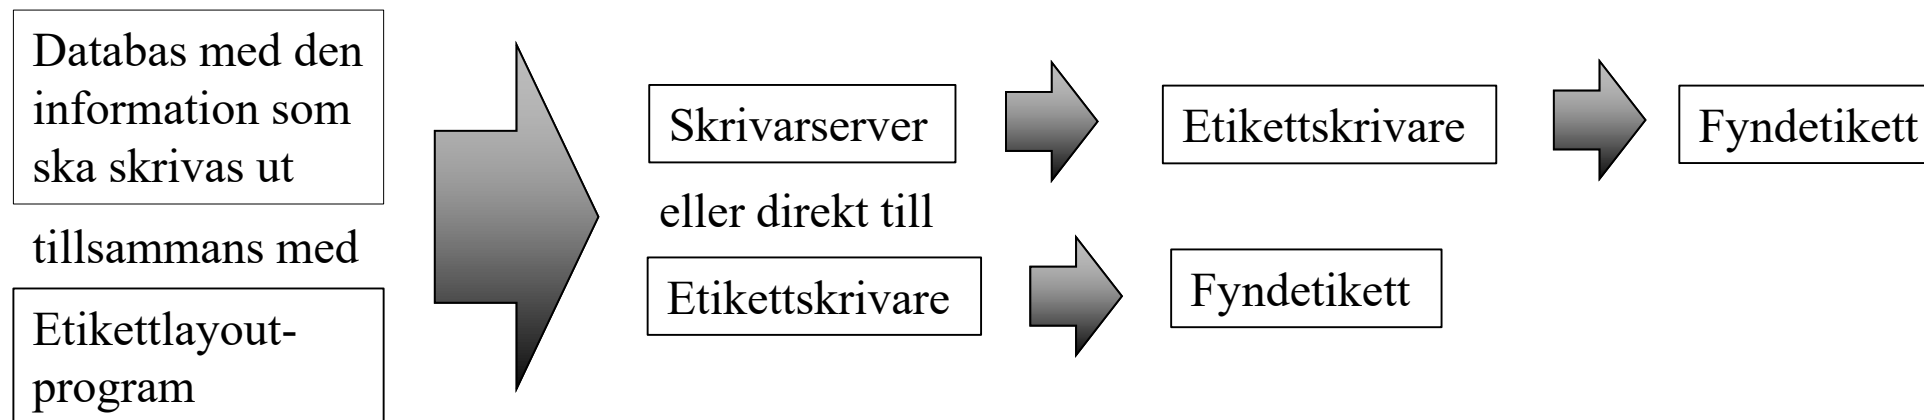 Databas med den
information som
ska skrivas ut
tillsammans med
Etikettlayout-
program
Skrivarserver
eller direkt till
Etikettskrivare
Etikettskrivare
Fyndetikett
Fyndetikett